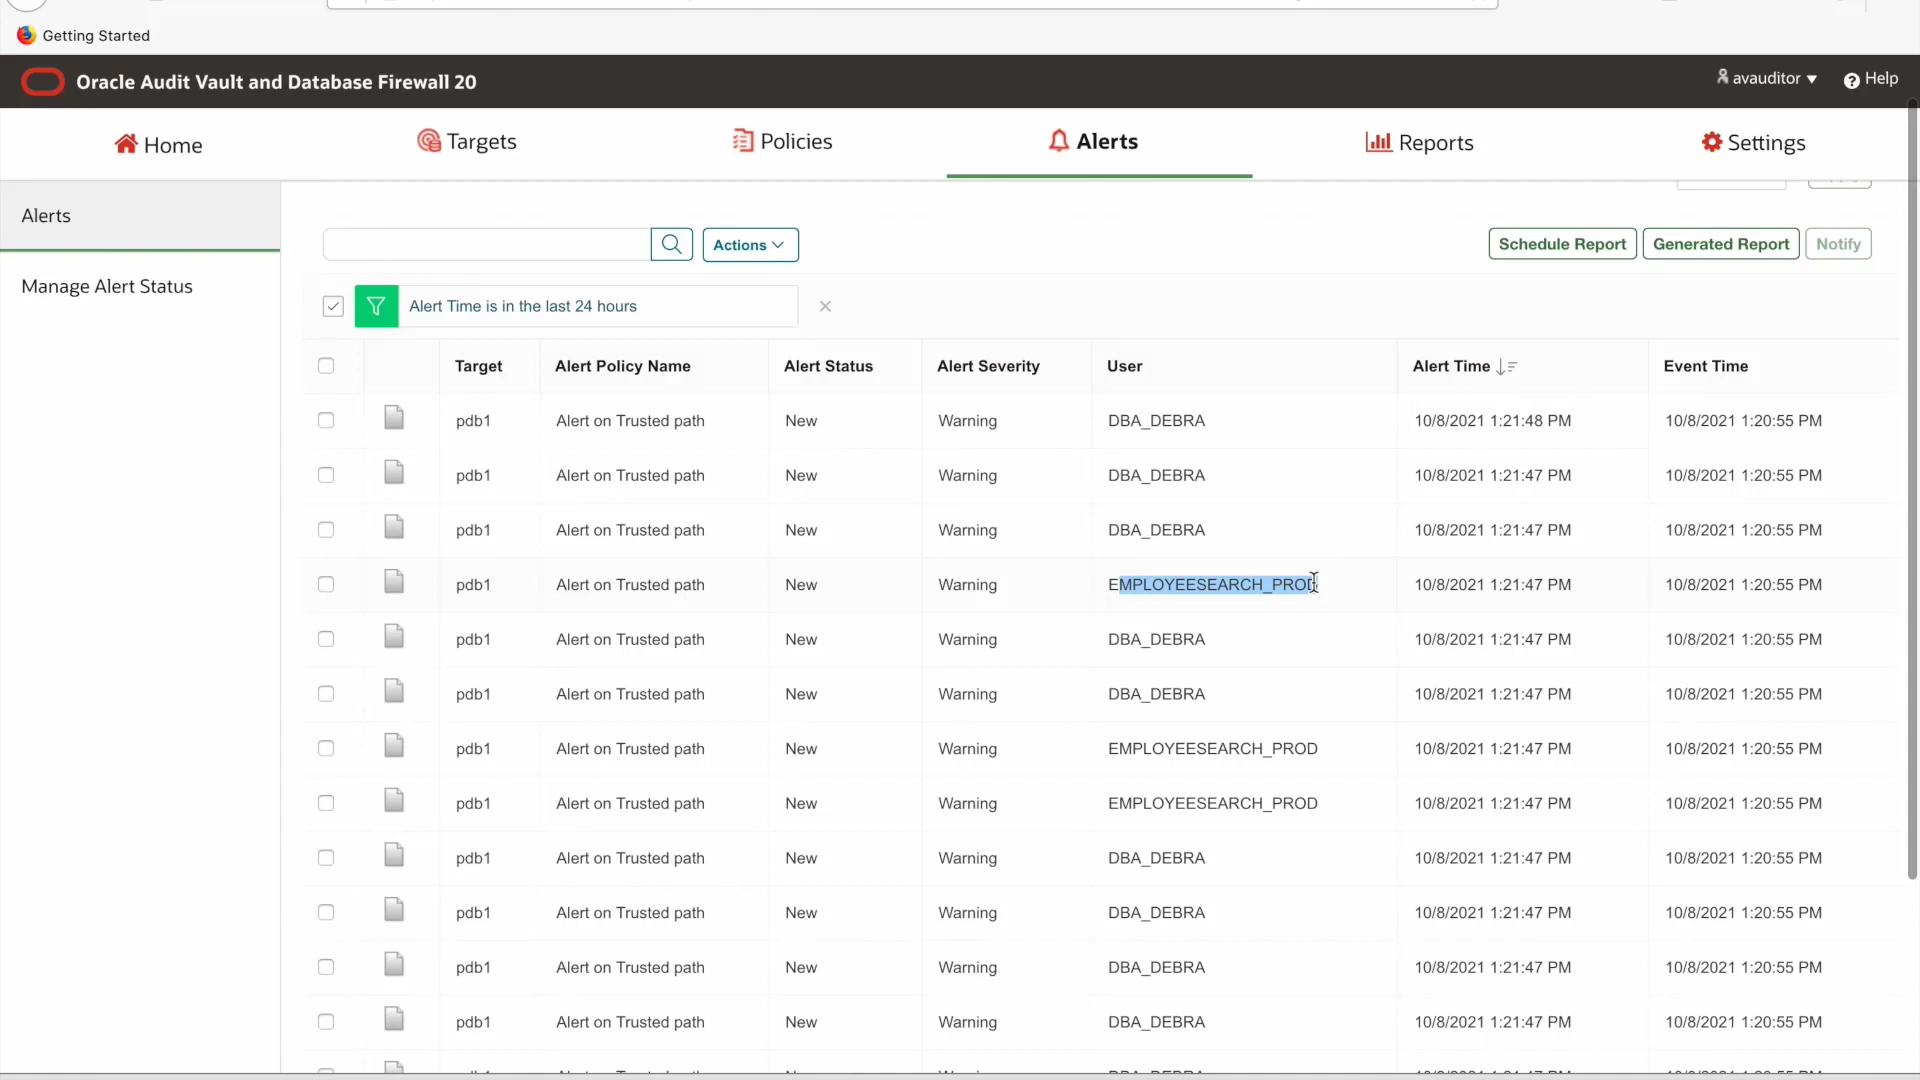 Getting Started
Oracle Audit Vault and Database Firewall 20
avauditor
Help
Home
Targets
Policies
Alerts
Reports
Settings
Alerts
Manage Alert Status
Actions
Schedule Report
Generated Report
Notify
Alert Time is in the last 24 hours
Target Alert Policy Name Alert Status Alert Severity User Alert Time Event Time
pdb1 Alert on Trusted path New Warning DBA_DEBRA 10/8/2021 1:21:48 PM 10/8/2021 1:20:55 PM
pdb1 Alert on Trusted path New Warning DBA_DEBRA 10/8/2021 1:21:47 PM 10/8/2021 1:20:55 PM
pdb1 Alert on Trusted path New Warning DBA_DEBRA 10/8/2021 1:21:47 PM 10/8/2021 1:20:55 PM
pdb1 Alert on Trusted path New Warning EMPLOYEESEARCH_PROD 10/8/2021 1:21:47 PM 10/8/2021 1:20:55 PM
pdb1 Alert on Trusted path New Warning DBA_DEBRA 10/8/2021 1:21:47 PM 10/8/2021 1:20:55 PM
pdb1 Alert on Trusted path New Warning DBA_DEBRA 10/8/2021 1:21:47 PM 10/8/2021 1:20:55 PM
pdb1 Alert on Trusted path New Warning EMPLOYEESEARCH_PROD 10/8/2021 1:21:47 PM 10/8/2021 1:20:55 PM
pdb1 Alert on Trusted path New Warning EMPLOYEESEARCH_PROD 10/8/2021 1:21:47 PM 10/8/2021 1:20:55 PM
pdb1 Alert on Trusted path New Warning DBA_DEBRA 10/8/2021 1:21:47 PM 10/8/2021 1:20:55 PM
pdb1 Alert on Trusted path New Warning DBA_DEBRA 10/8/2021 1:21:47 PM 10/8/2021 1:20:55 PM
pdb1 Alert on Trusted path New Warning DBA_DEBRA 10/8/2021 1:21:47 PM 10/8/2021 1:20:55 PM
pdb1 Alert on Trusted path New Warning DBA_DEBRA 10/8/2021 1:21:47 PM 10/8/2021 1:20:55 PM